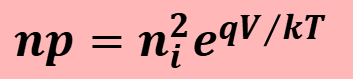 np = n_i^2 e^{qV/kT}